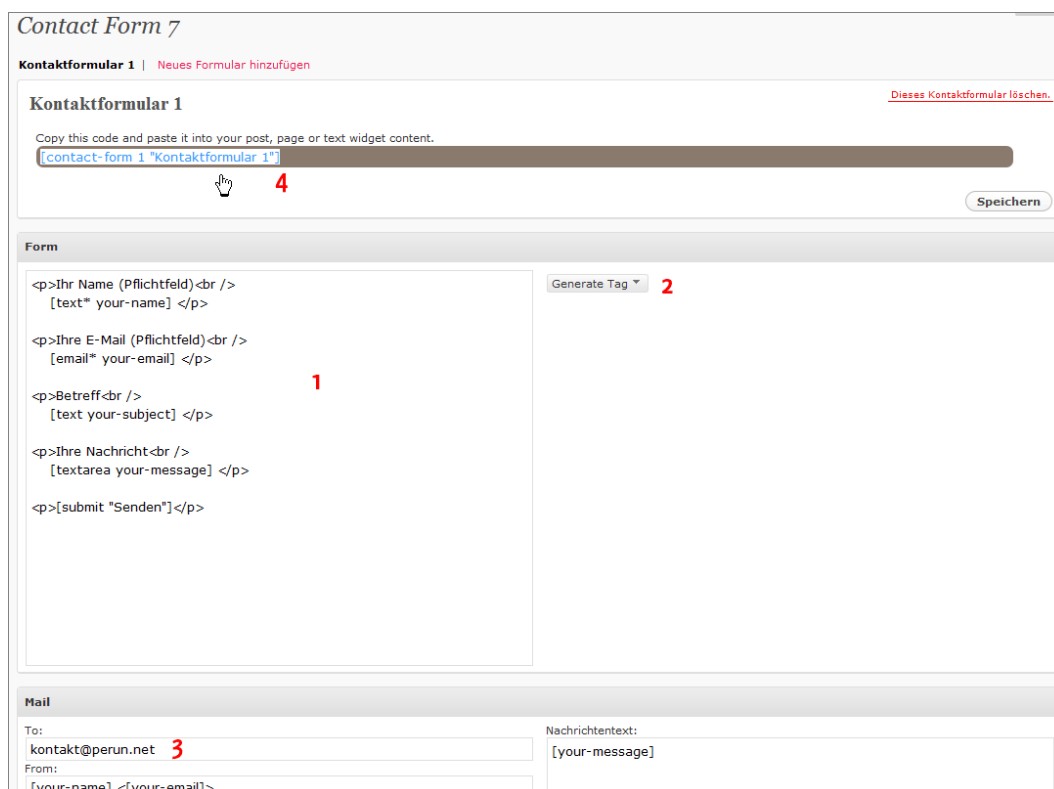 Contact Form 7
Kontaktformular 1 | Neues Formular hinzufügen
Dieses Kontaktformular löschen.
Kontaktformular 1
Copy this code and paste it into your post, page or text widget content.
[contact-form 1 "Kontaktformular 1"]
4
Speichern
Form
<p>Ihr Name (Pflichtfeld)<br />
[text* your-name] </p>
<p>Ihre E-Mail (Pflichtfeld)<br />
[email* your-email] </p>
<p>Betreff<br />
[text your-subject] </p>
<p>Ihre Nachricht<br />
[textarea your-message] </p>
<p>[submit "Senden"]</p>
1
Generate Tag
2
Mail
To:
kontakt@perun.net
3
From:
[your-name] <[your-email]>
Nachrichtentext:
[your-message]